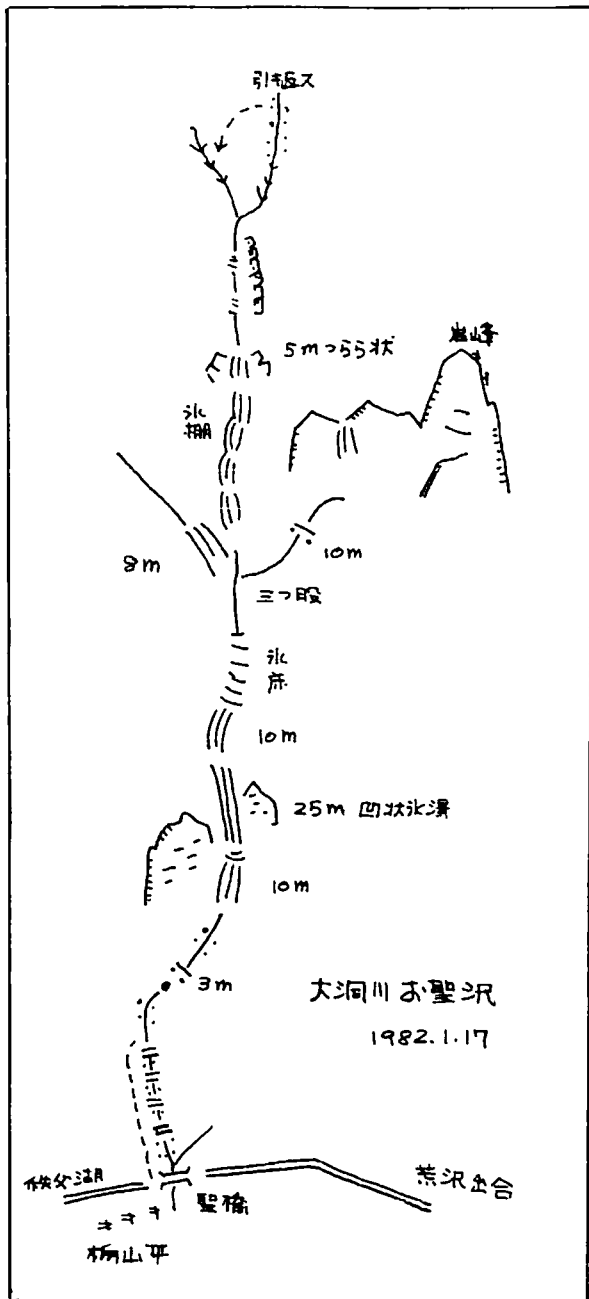 引返ス
5mつらら状
岩峰
氷棚
8m
10m
三つ股
氷床
10m
25m 凹状氷瀑
10m
3m
大洞川 お聖沢
1982.1.17
秩父湖
聖橋
荒沢出合
栃山平